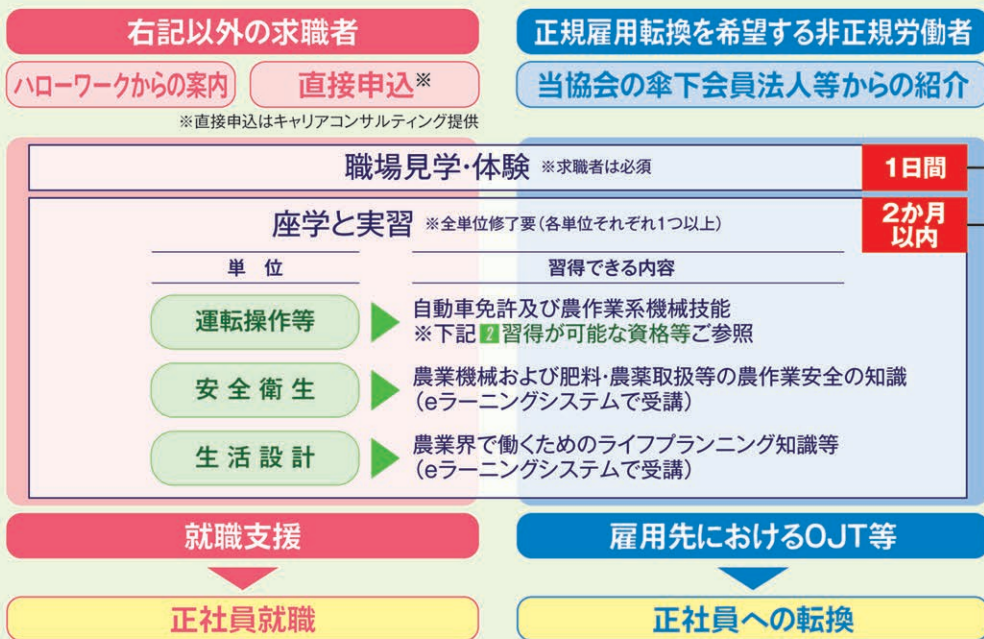 右記以外の求職者
正規雇用転換を希望する非正規労働者
ハローワークからの案内
直接申込※
当協会の傘下会員法人等からの紹介
※直接申込はキャリアコンサルティング提供
職場見学・体験 ※求職者は必須
1日間
座学と実習 ※全単位修了要(各単位それぞれ1つ以上)
2か月
以内
単 位
習得できる内容
運転操作等
自動車免許及び農作業系機械技能
※下記2習得が可能な資格等ご参照
安全衛生
農業機械および肥料・農薬取扱等の農作業安全の知識
(eラーニングシステムで受講)
生活設計
農業界で働くためのライフプランニング知識等
(eラーニングシステムで受講)
就職支援
雇用先におけるOJT等
正社員就職
正社員への転換